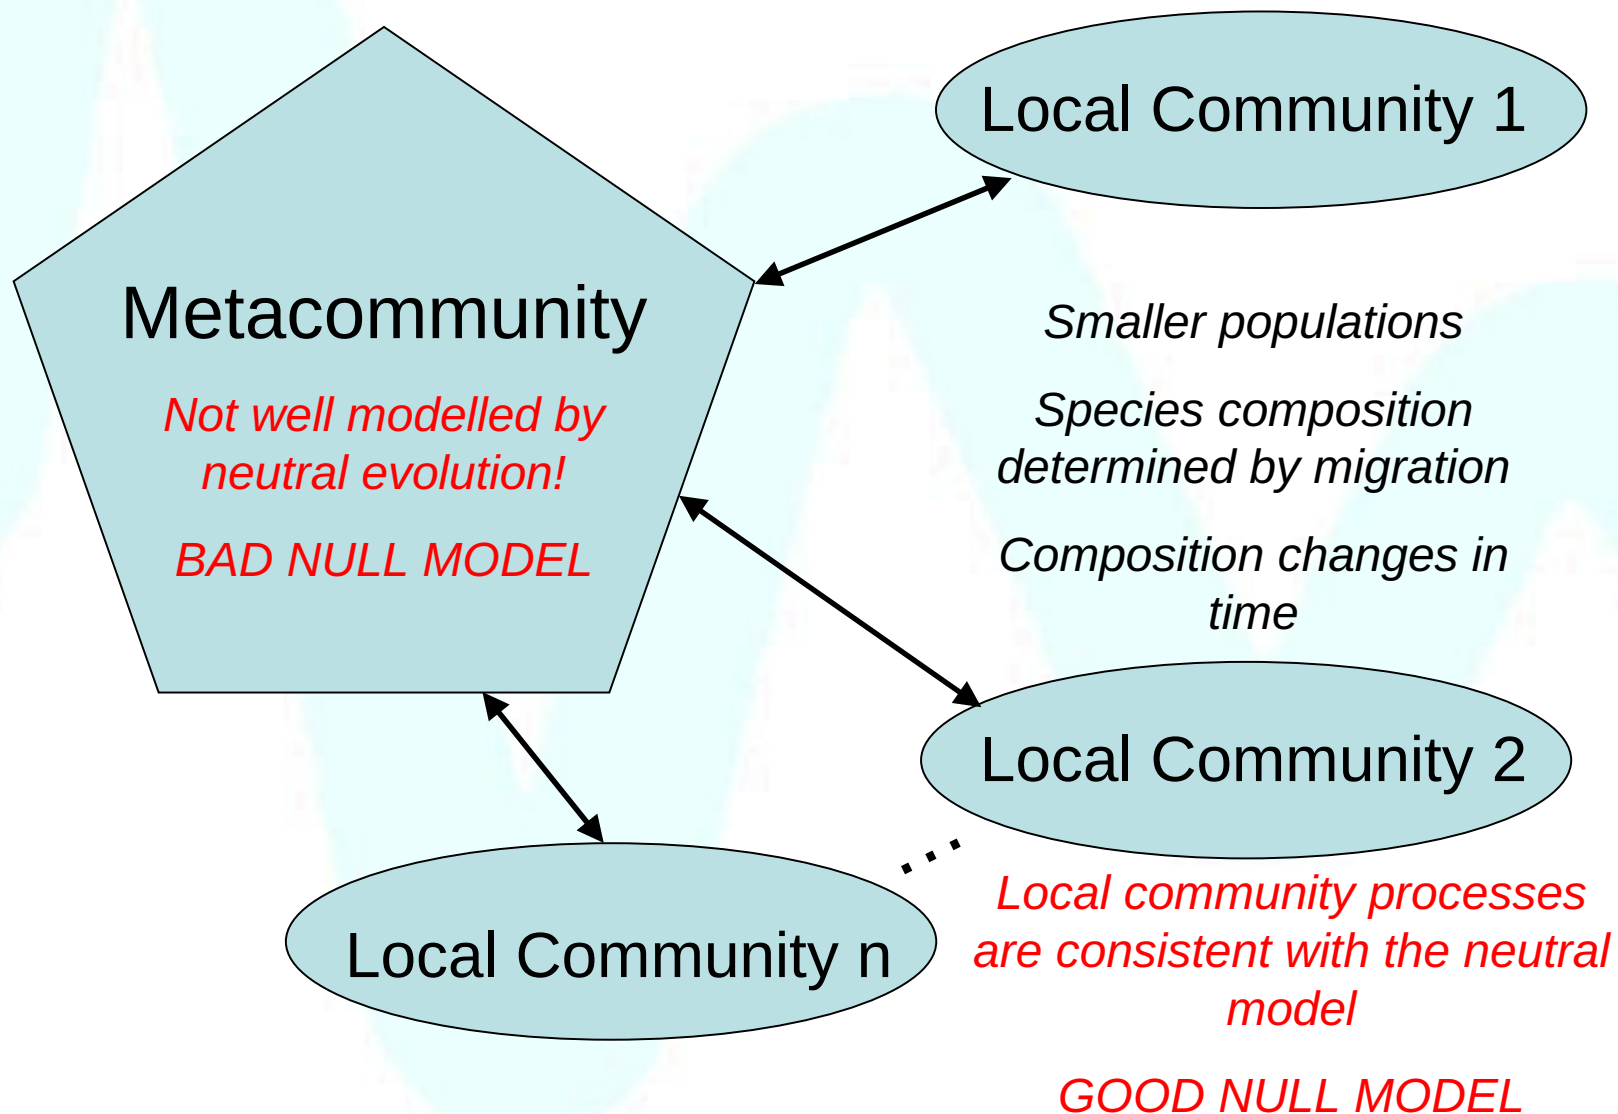 Local Community 1
Metacommunity
Not well modelled by
neutral evolution!
BAD NULL MODEL
Smaller populations
Species composition
determined by migration
Composition changes in
time
Local Community 2
Local Community n
Local community processes
are consistent with the neutral
model
GOOD NULL MODEL